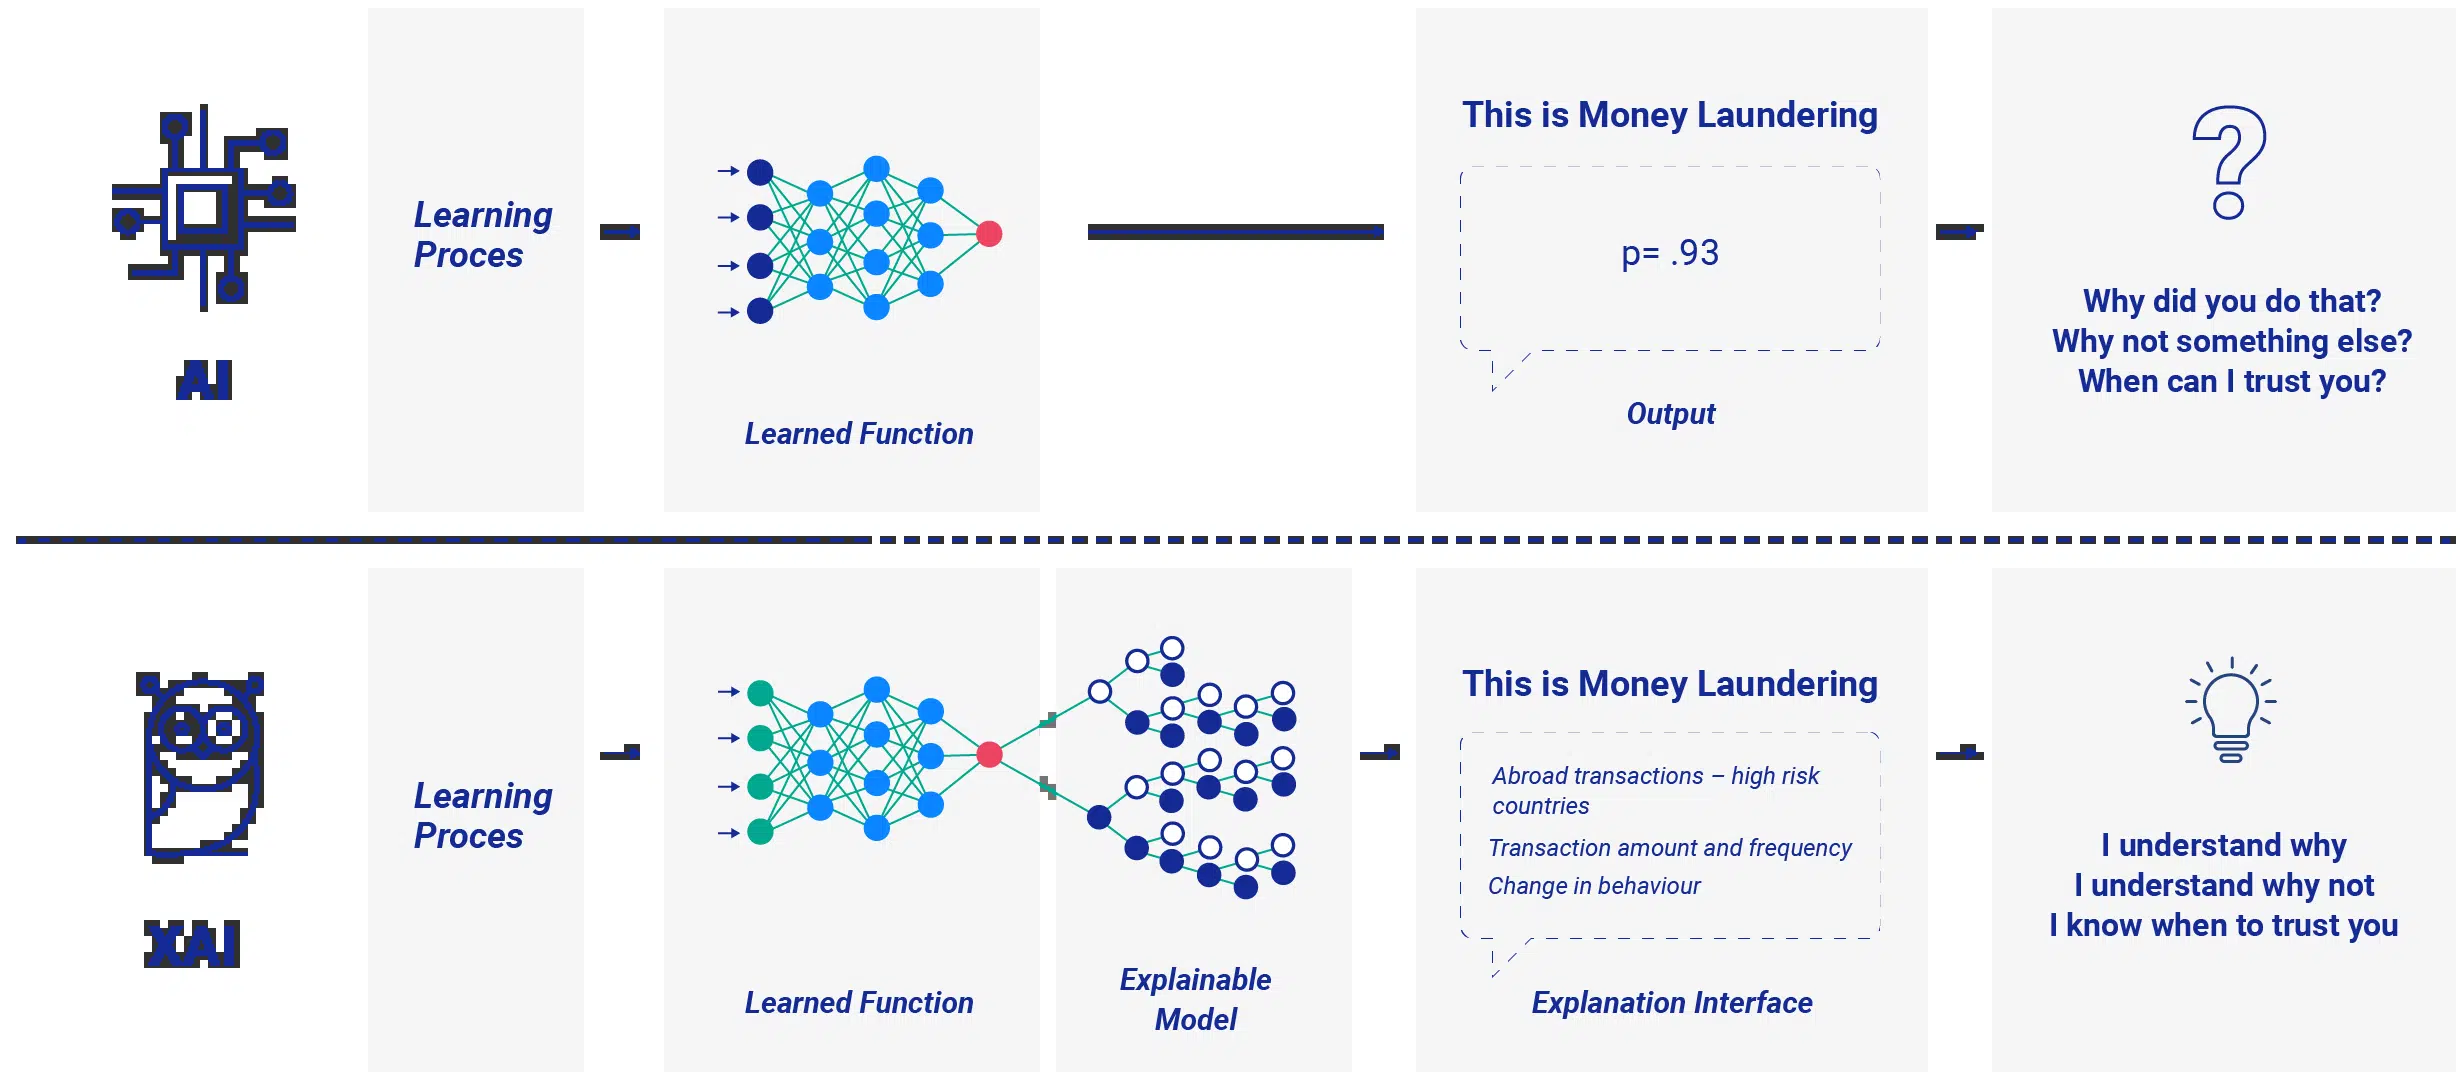 AI
Learning
Proces
Learned Function
This is Money Laundering
p= .93
Output
Why did you do that?
Why not something else?
When can I trust you?
XAI
Learning
Proces
Learned Function
Explainable
Model
This is Money Laundering
Abroad transactions – high risk
countries
Transaction amount and frequency
Change in behaviour
Explanation Interface
I understand why
I understand why not
I know when to trust you